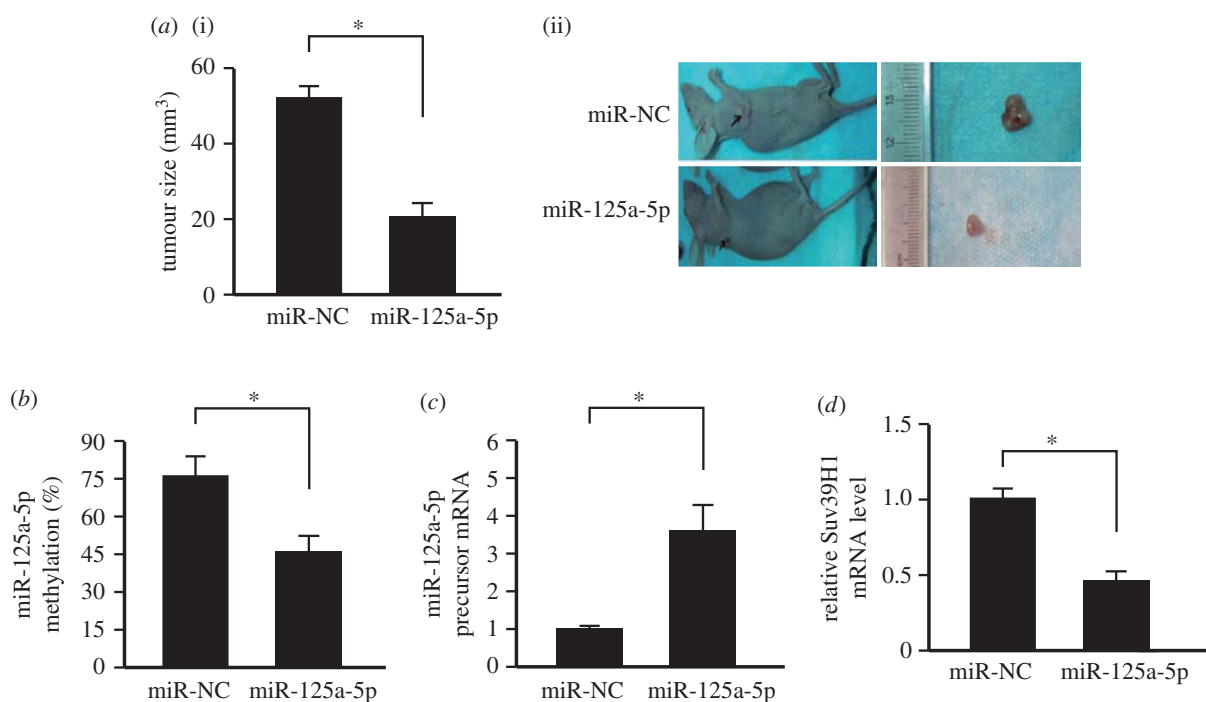 (a) (i)
*
tumour size (mm³)
60
40
20
0
miR-NC miR-125a-5p
(ii)
miR-NC
miR-125a-5p
(b)
*
miR-125a-5p
methylation (%)
90
75
60
45
30
15
0
miR-NC miR-125a-5p
(c)
*
miR-125a-5p
precursor mRNA
6
5
4
3
2
1
0
miR-NC miR-125a-5p
(d)
*
relative Suv39H1
mRNA level
1.5
1.0
0.5
0
miR-NC miR-125a-5p